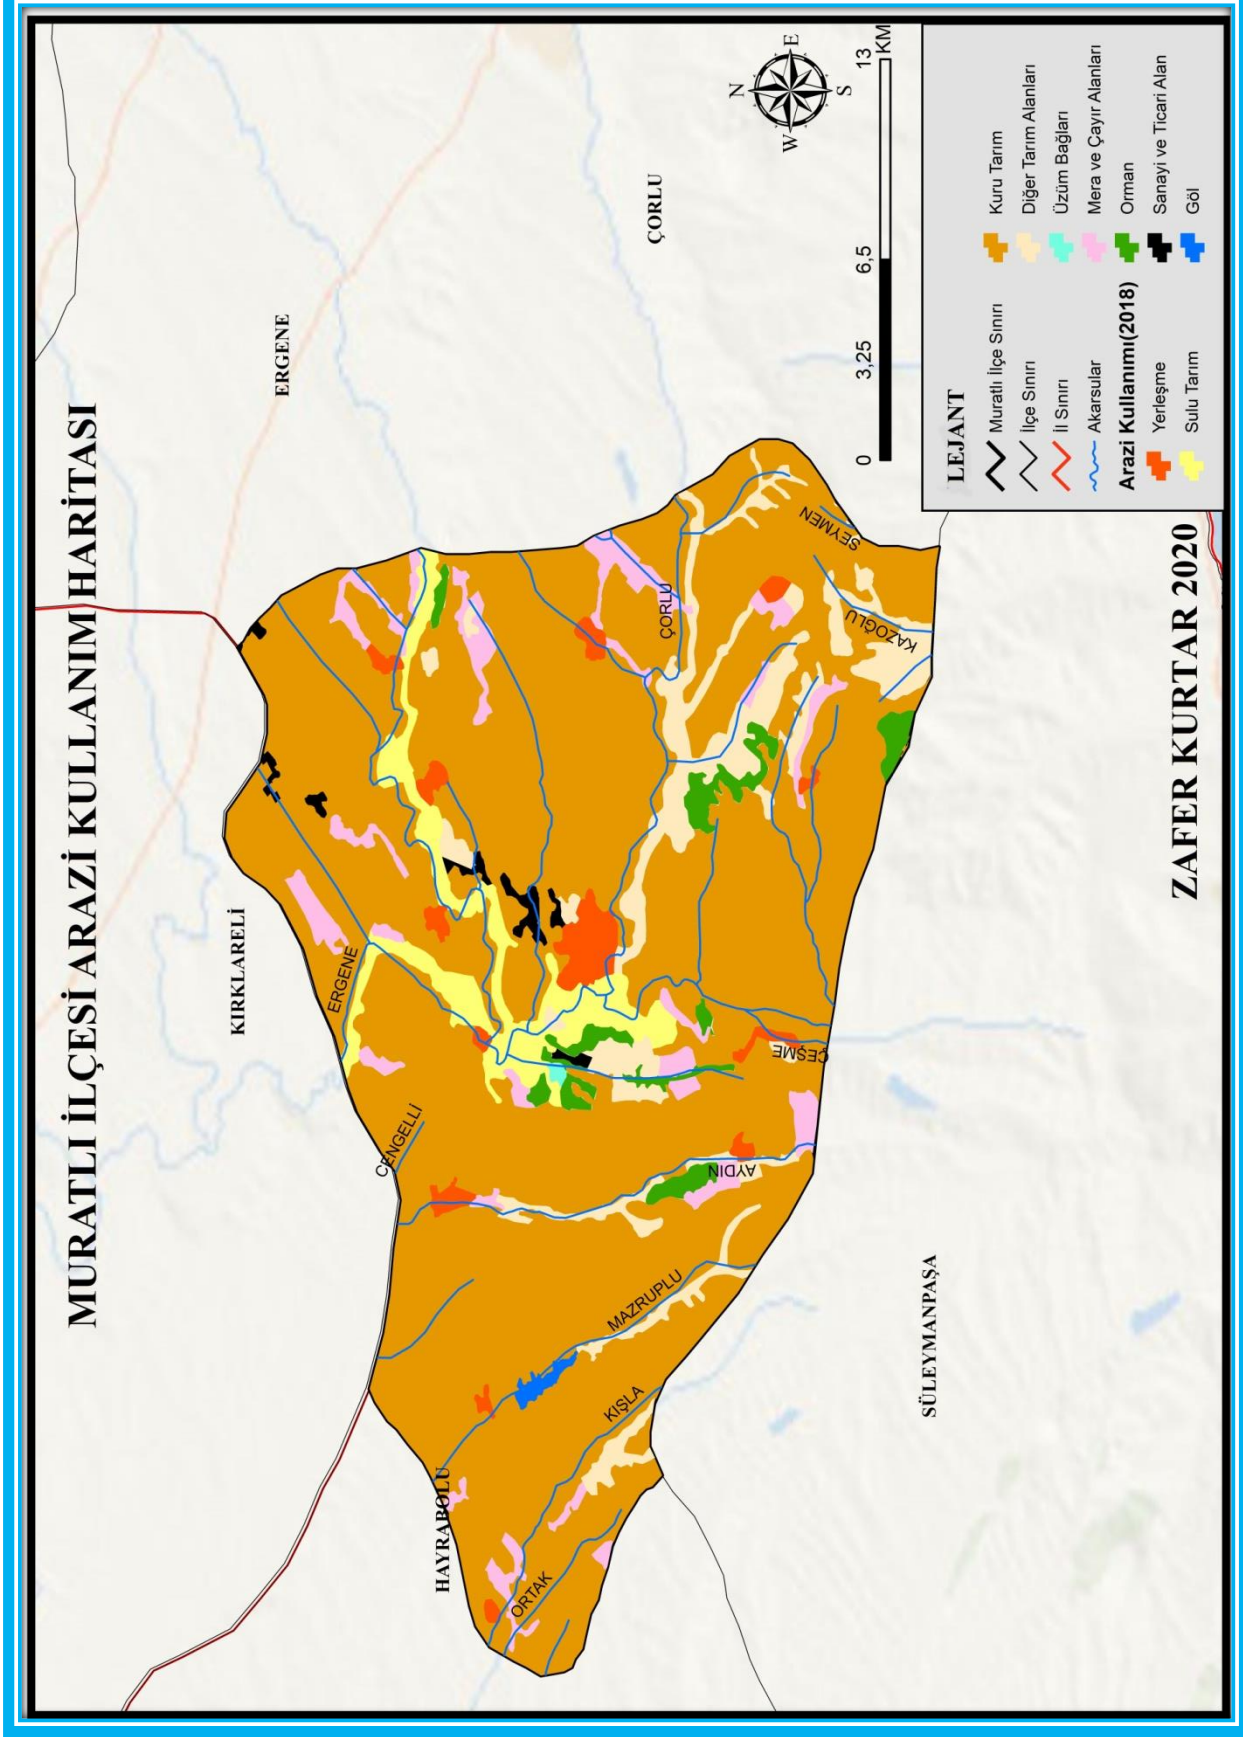 MURATLI İLÇESİ ARAZİ KULLANIM HARİTASI
KIRKLARELİ
ERGENE
ÇORLU
HAYRABOLU
SÜLEYMANPAŞA
ERGENE
ÇENGELLİ
ORTAK
KIŞLA
MAZRUPLU
AYDIN
ÇEŞME
ÇORLU
KAZOĞLU
SEYMEN
N
W
E
S
0
3,25
6,5
13
KM
LEJANT
Muratlı İlçe Sınırı
İlçe Sınırı
İl Sınırı
Akarsular
Arazi Kullanımı(2018)
Yerleşme
Sulu Tarım
Kuru Tarım
Diğer Tarım Alanları
Üzüm Bağları
Mera ve Çayır Alanları
Orman
Sanayi ve Ticari Alan
Göl
ZAFER KURTAR 2020